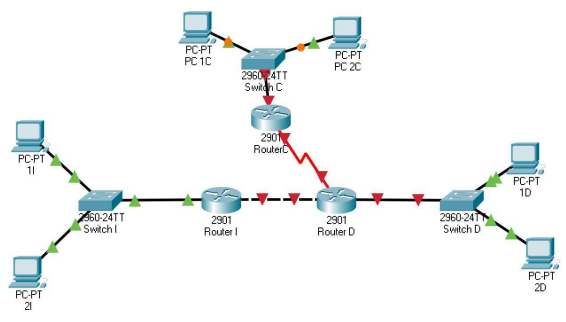 PC-PT
PC 1C
PC-PT
PC 2C
2960-24TT
Switch C
2901
RouterC
PC-PT
1I
2960-24TT
Switch I
2901
Router I
2901
Router D
2960-24TT
Switch D
PC-PT
1D
PC-PT
2I
PC-PT
2D